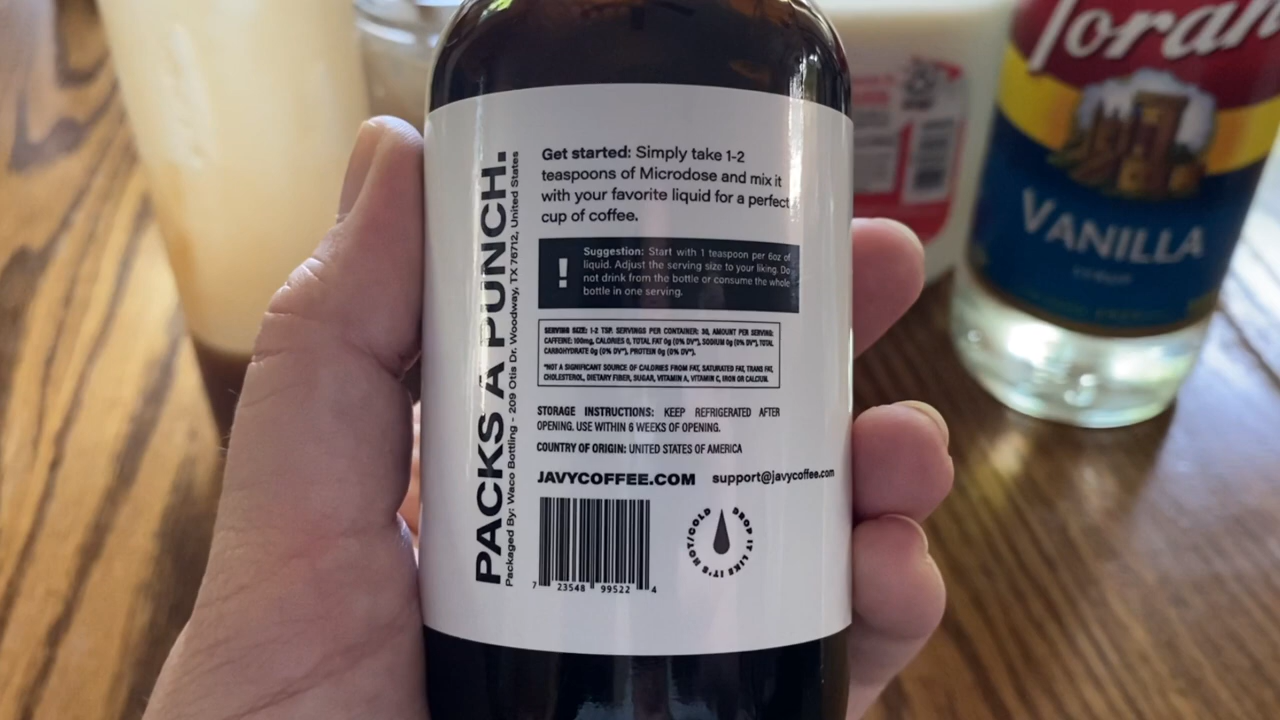 Get started: Simply take 1-2
teaspoons of Microdose and mix it
with your favorite liquid for a perfect
cup of coffee.
!
Suggestion: Start with 1 teaspoon per 6oz of
liquid. Adjust the serving size to your liking. Do
not drink from the bottle or consume the whole
bottle in one serving.
SERVING SIZE: 1-2 TSP. SERVINGS PER CONTAINER: 30, AMOUNT PER SERVING:
CAFFEINE: 100mg, CALORIES 0, TOTAL FAT 0g (0% DV*), SODIUM 0g (0% DV*), TOTAL
CARBOHYDRATE 0g (0% DV*), PROTEIN 0g (0% DV*).
*NOT A SIGNIFICANT SOURCE OF CALORIES FROM FAT, SATURATED FAT, TRANS FAT,
CHOLESTEROL, DIETARY FIBER, SUGAR, VITAMIN A, VITAMIN C, IRON OR CALCIUM.
STORAGE INSTRUCTIONS: KEEP REFRIGERATED AFTER
OPENING. USE WITHIN 6 WEEKS OF OPENING.
COUNTRY OF ORIGIN: UNITED STATES OF AMERICA
JAVYCOFFEE.COM support@javycoffee.com
7 23548 99522 4
DROP IT LIKE IT'S HOT/COLD
PACKS A PUNCH.
Packaged By: Waco Bottling - 209 Otis Dr. Woodway, TX 76712, United States
Toran
VANILLA